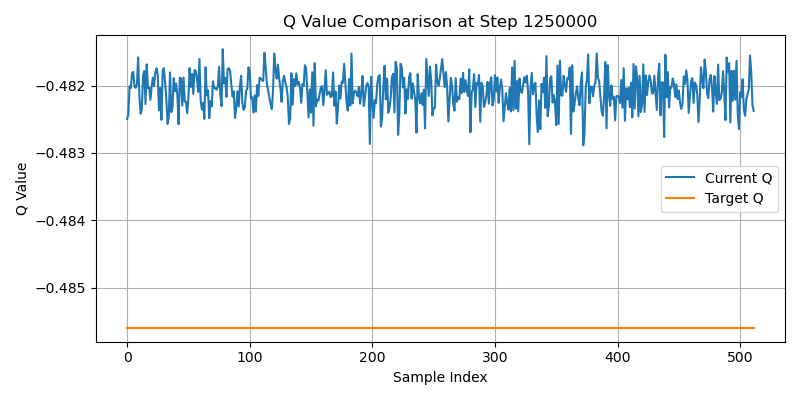 Q Value Comparison at Step 1250000
Q Value
−0.482
−0.483
−0.484
−0.485
Current Q
Target Q
0
100
200
300
400
500
Sample Index